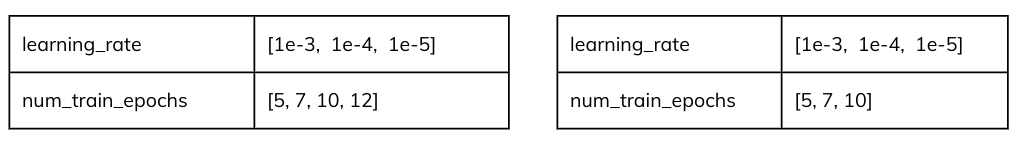 learning_rate [1e-3, 1e-4, 1e-5]
num_train_epochs [5, 7, 10, 12]
learning_rate [1e-3, 1e-4, 1e-5]
num_train_epochs [5, 7, 10]